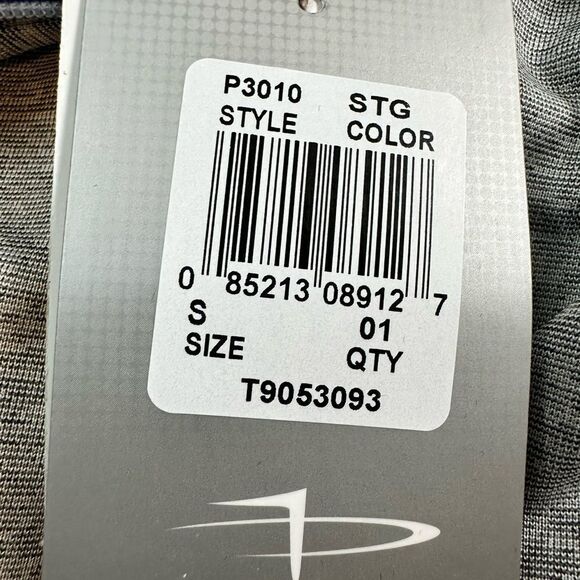 P3010 STG
STYLE COLOR
0 85213 08912 7
S 01
SIZE QTY
T9053093